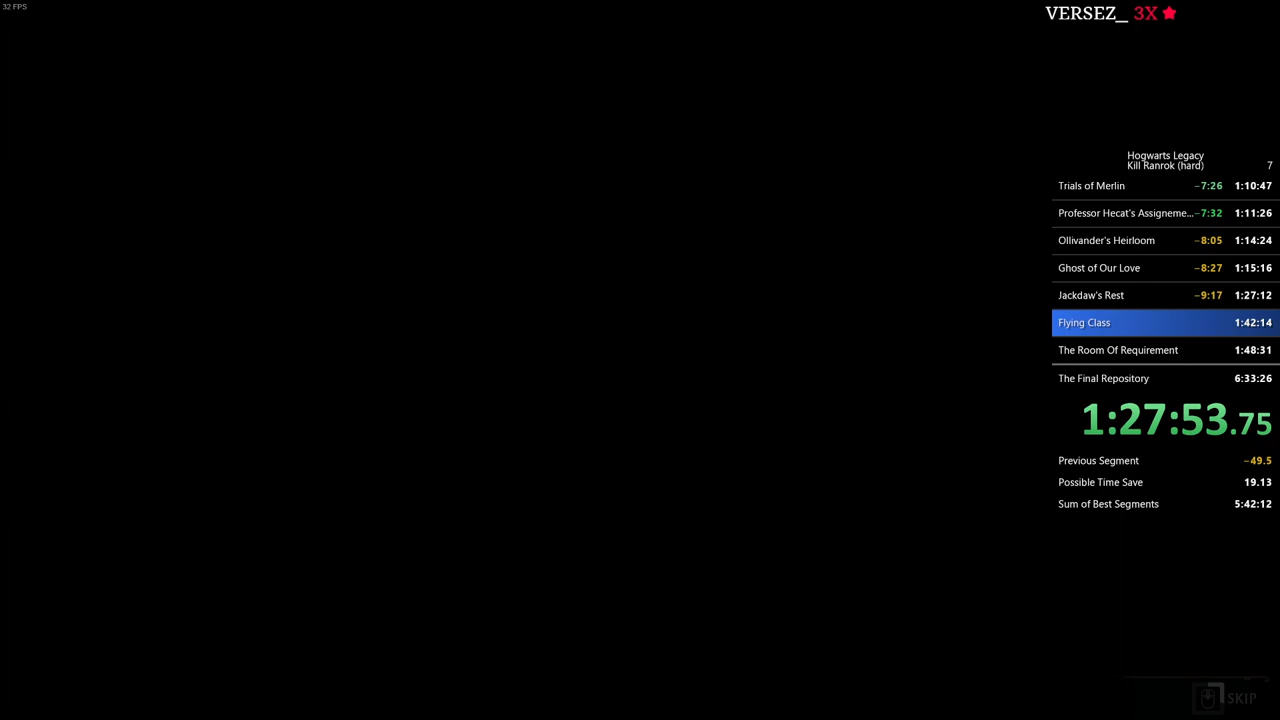 32 FPS
VERSEZ_ 3X
Hogwarts Legacy
Kill Ranrok (hard) 7
Trials of Merlin −7:26 1:10:47
Professor Hecat's Assigneme... −7:32 1:11:26
Ollivander's Heirloom −8:05 1:14:24
Ghost of Our Love −8:27 1:15:16
Jackdaw's Rest −9:17 1:27:12
Flying Class 1:42:14
The Room Of Requirement 1:48:31
The Final Repository 6:33:26
1:27:53.75
Previous Segment −49.5
Possible Time Save 19.13
Sum of Best Segments 5:42:12
SKIP